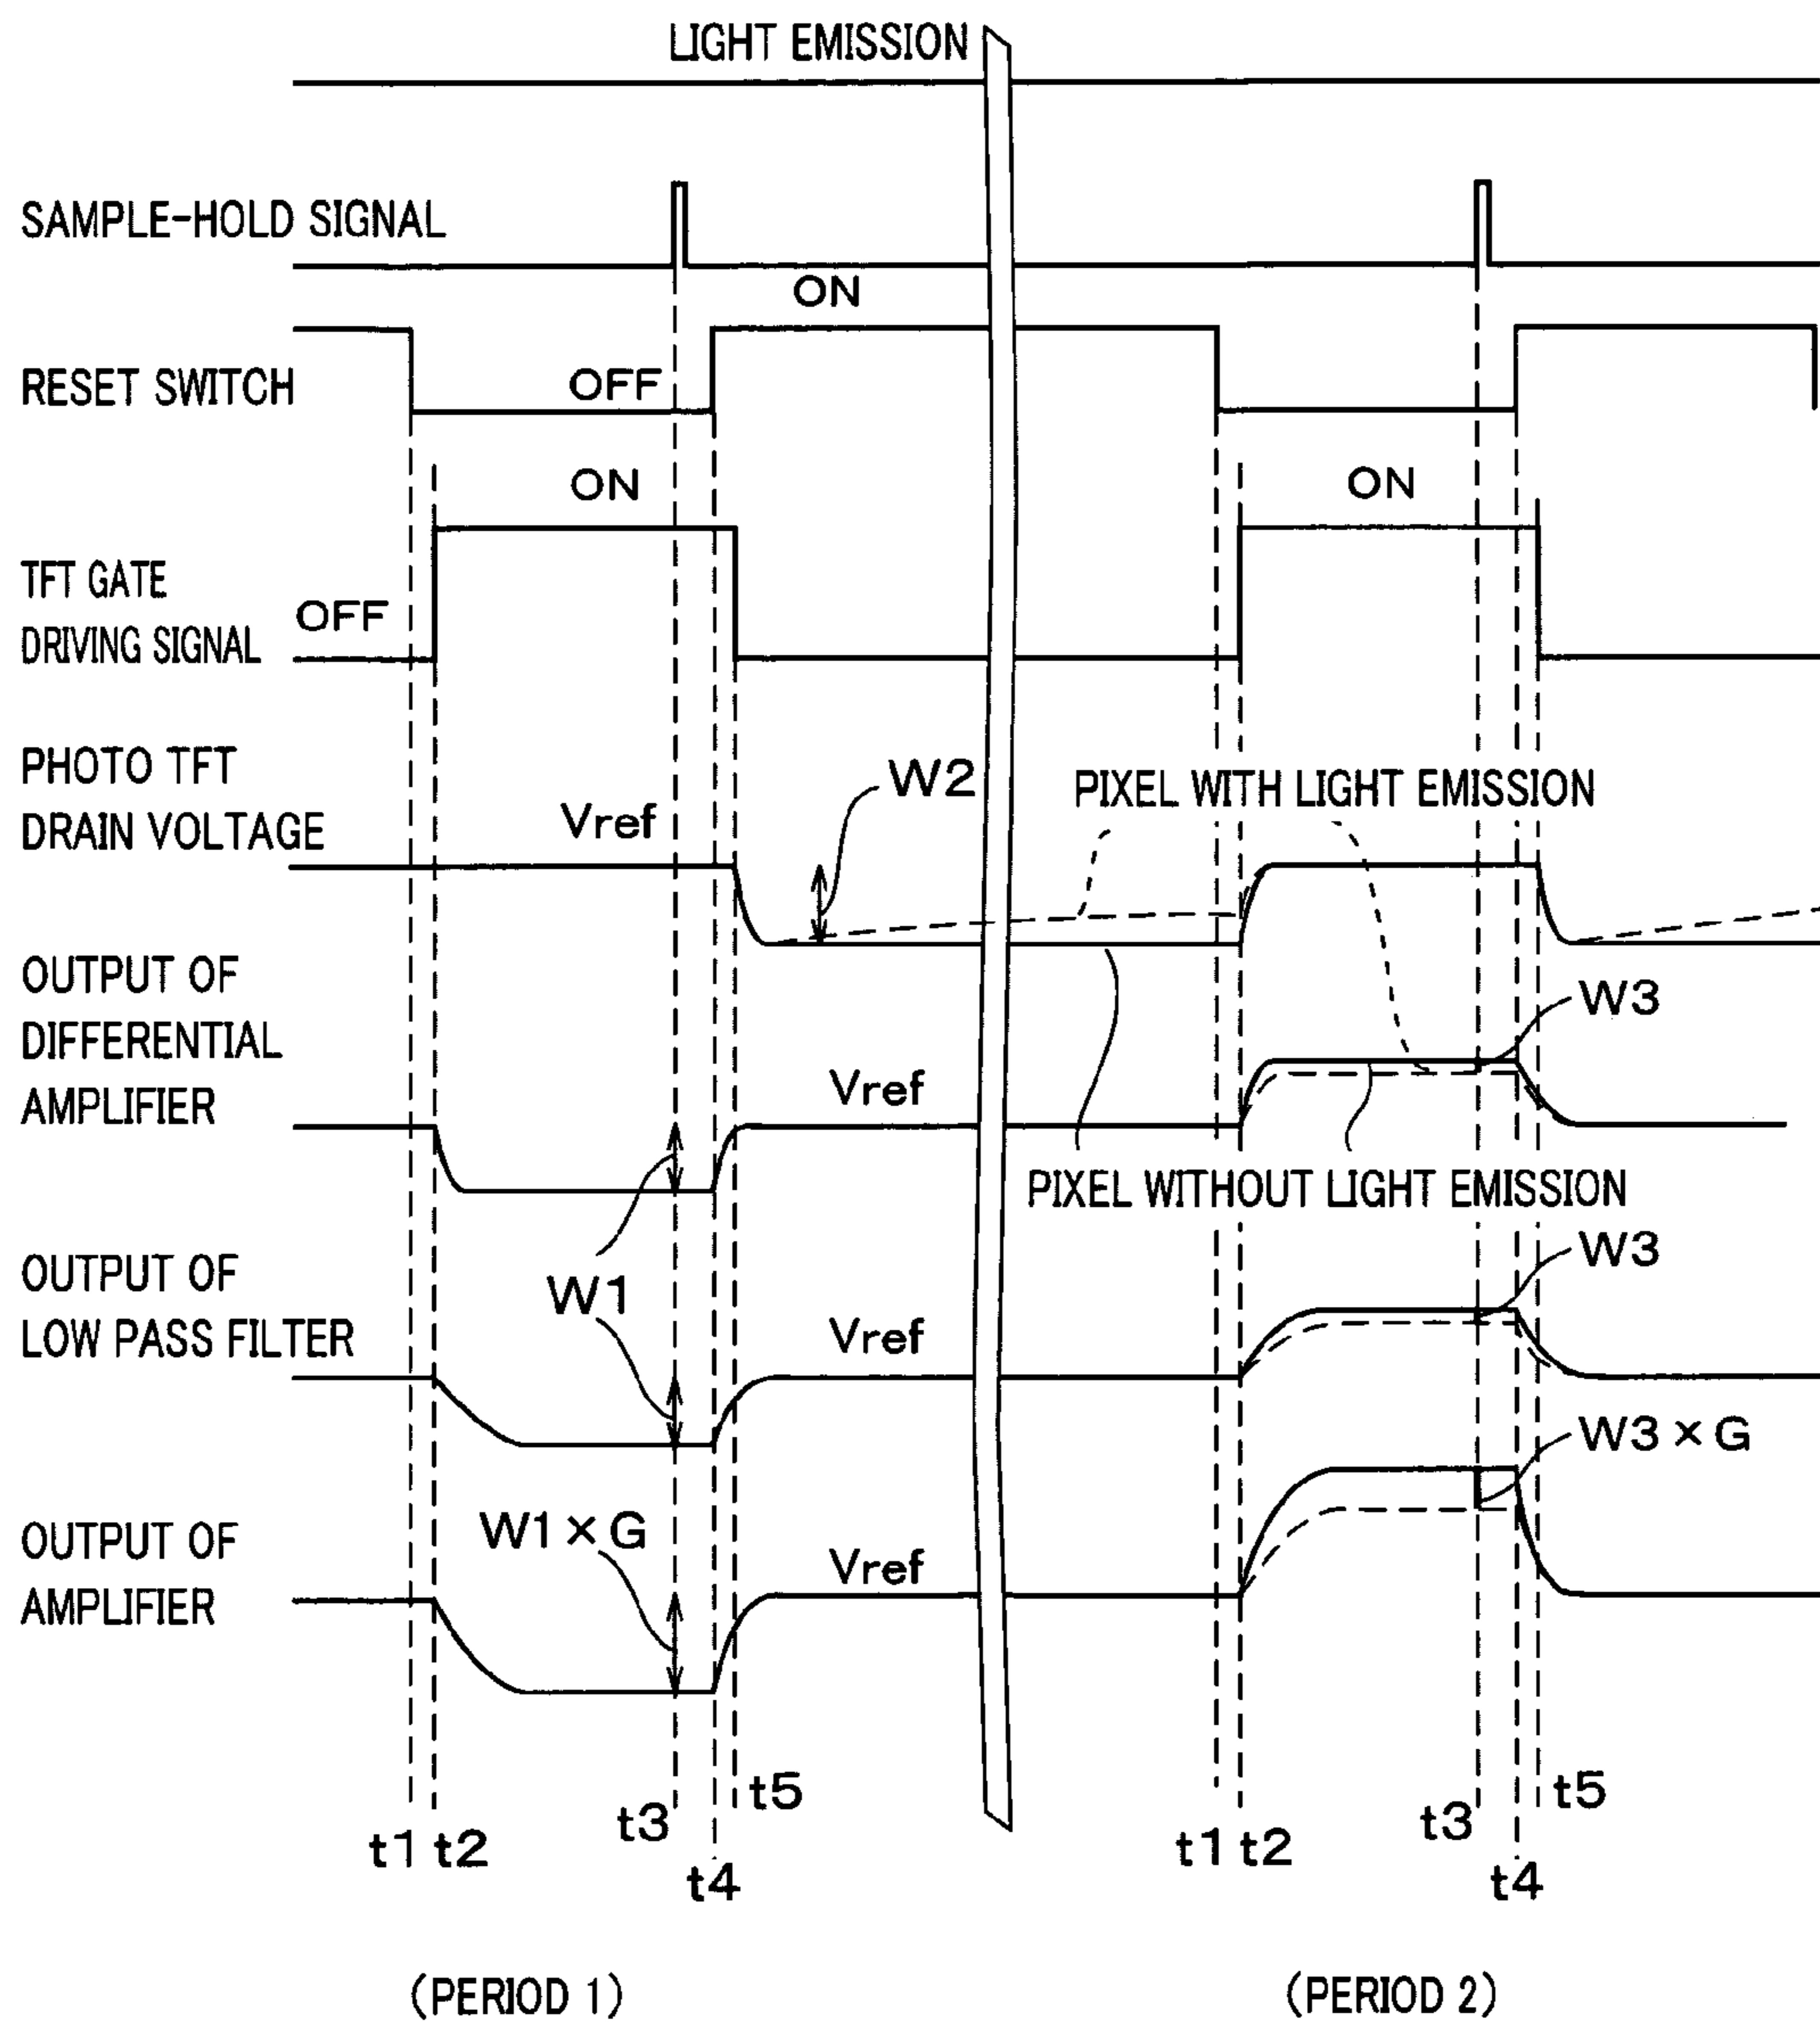 LIGHT EMISSION
SAMPLE-HOLD SIGNAL
ON
RESET SWITCH
OFF
ON
ON
TFT GATE
DRIVING SIGNAL
OFF
PHOTO TFT
DRAIN VOLTAGE
Vref
W2
PIXEL WITH LIGHT EMISSION
OUTPUT OF
DIFFERENTIAL
AMPLIFIER
Vref
W3
PIXEL WITHOUT LIGHT EMISSION
OUTPUT OF
LOW PASS FILTER
W1
Vref
W3
OUTPUT OF
AMPLIFIER
W1×G
Vref
W3×G
t1 t2
t3
t4
t5
t1 t2
t3
t4
t5
(PERIOD 1)
(PERIOD 2)